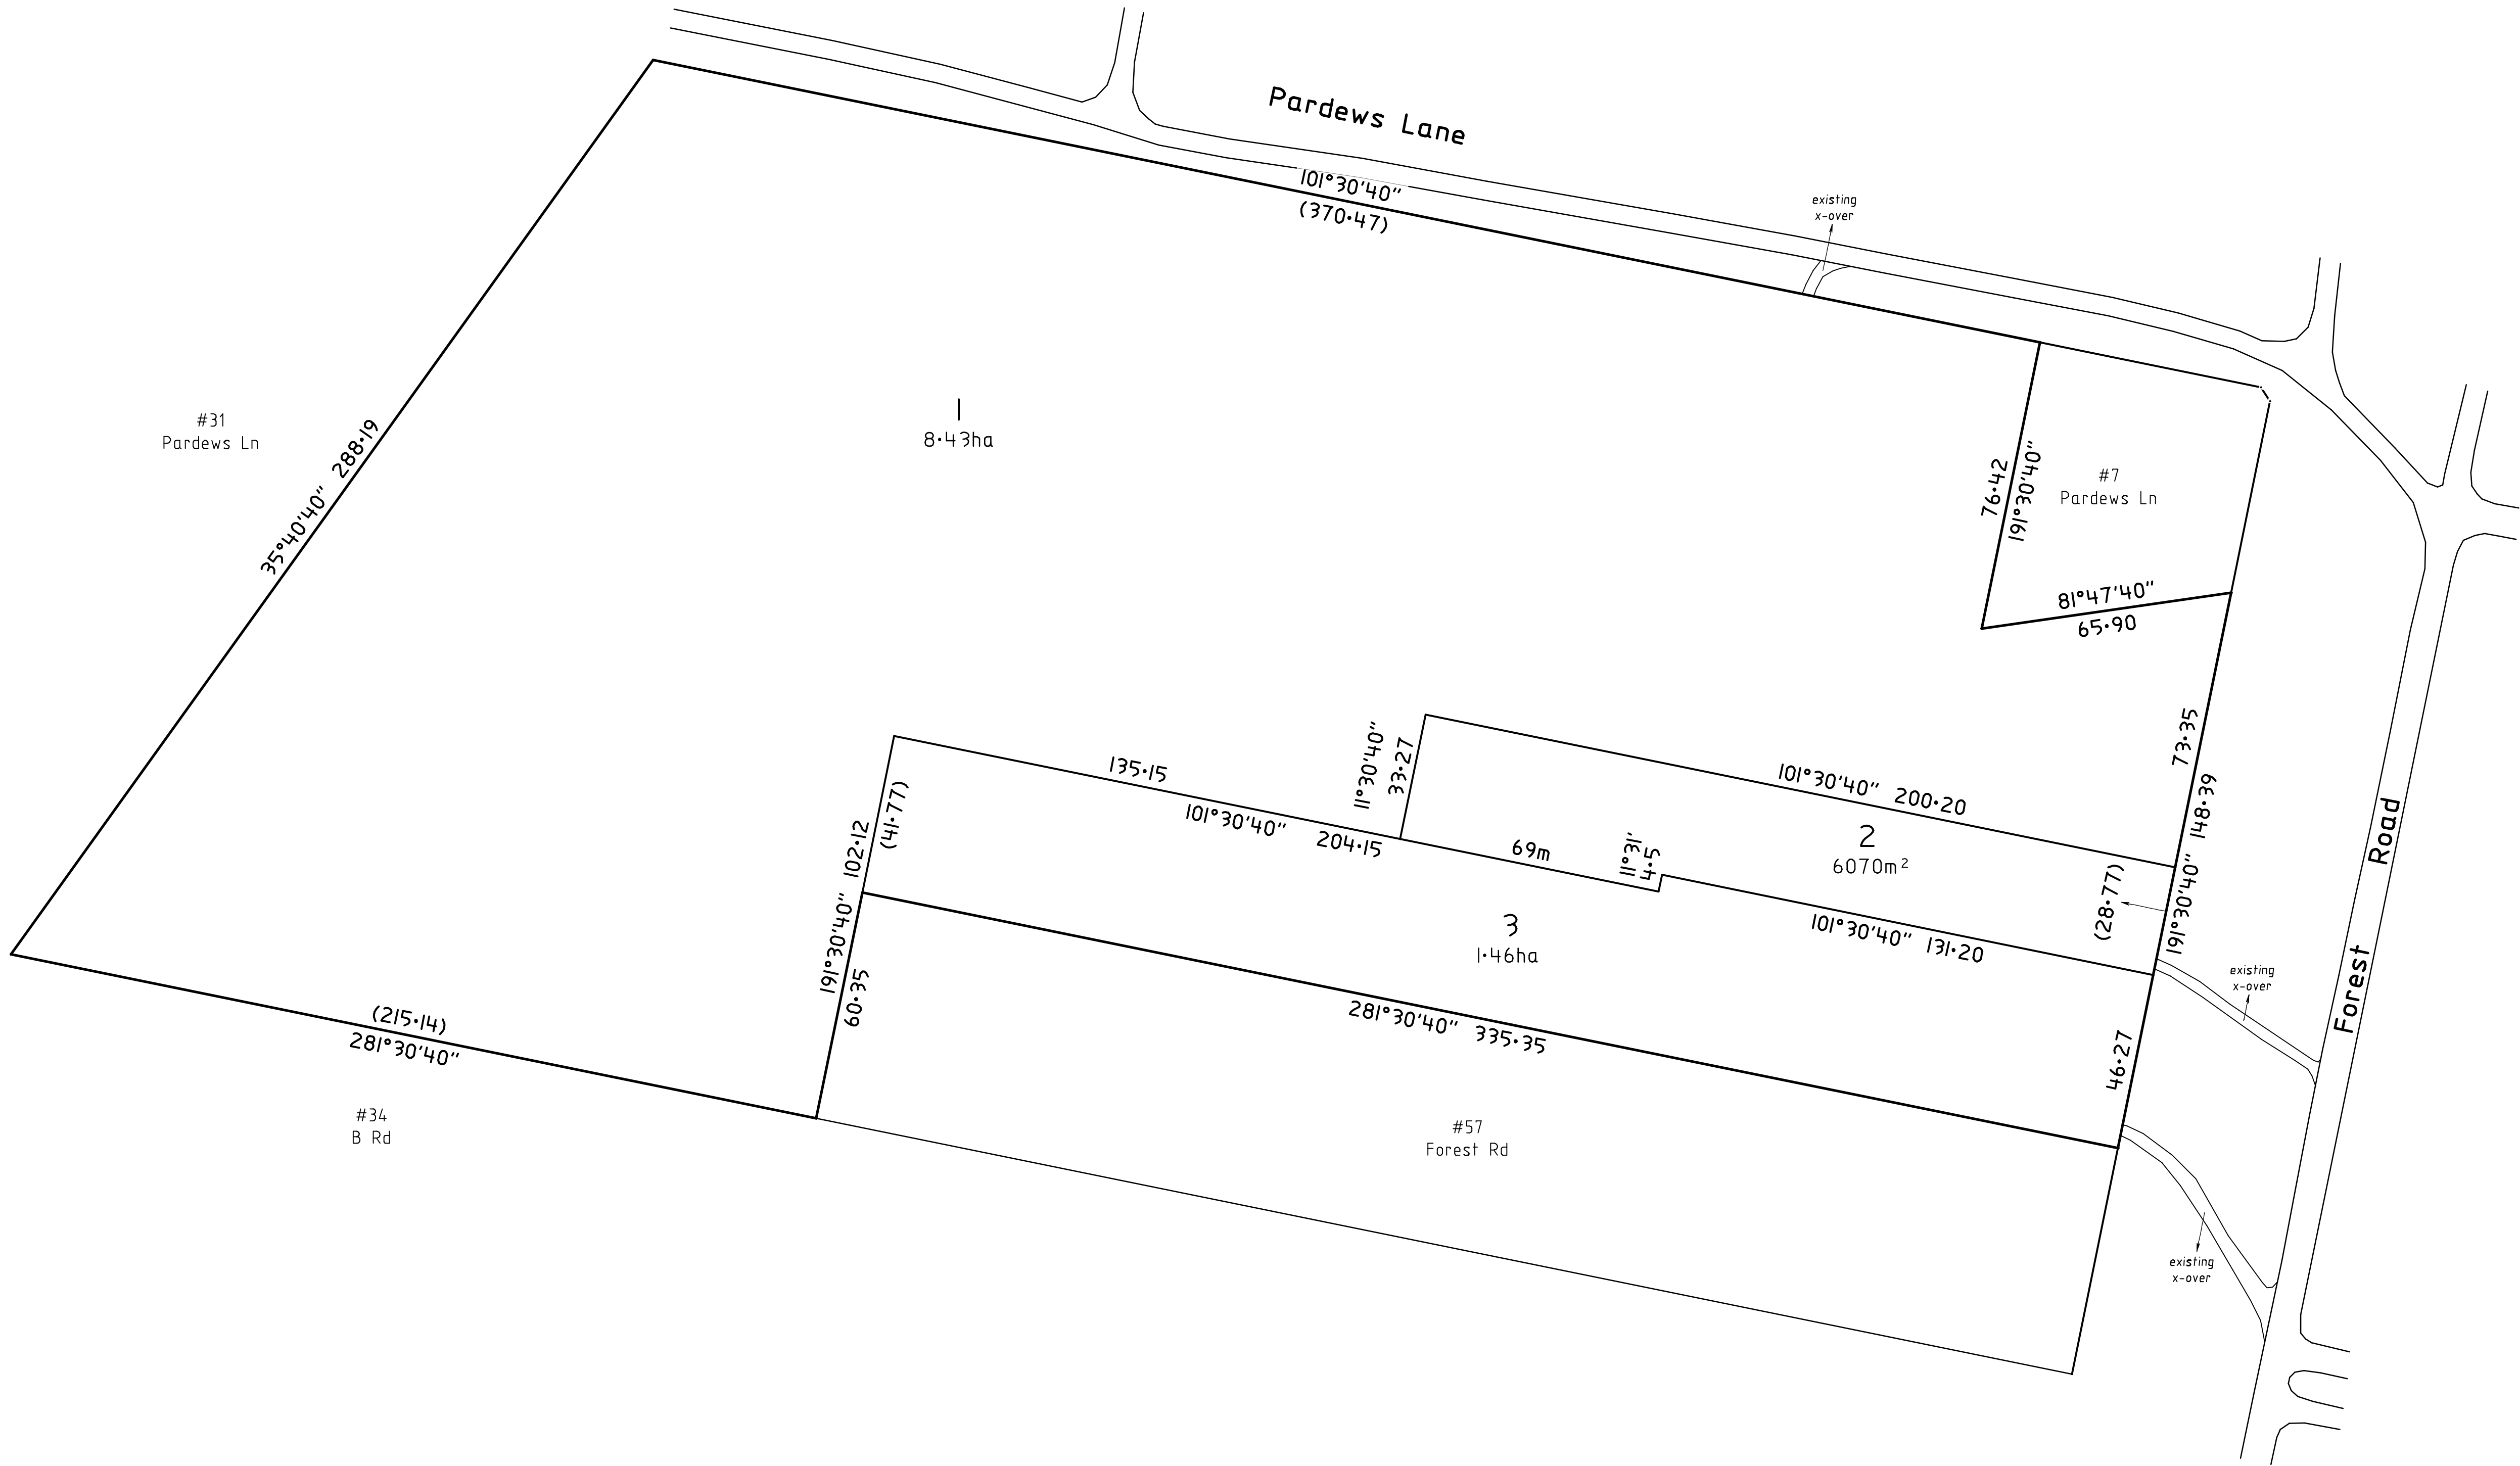 Pardews Lane
101°30'40"
(370·47)
existing
x-over
#31
Pardews Ln
35°40'40" 288·19
1
8·43ha
76·42
191°30'40"
#7
Pardews Ln
81°47'40"
65·90
73·35
148·39
191°30'40"
135·15
101°30'40" 204·15
11°30'40"
33·27
101°30'40" 200·20
2
6070m²
(28·77)
69m
11°31'
4·5
101°30'40" 131·20
(41·77)
191°30'40" 102·12
60·35
3
1·46ha
281°30'40" 335·35
46·27
Forest Road
existing
x-over
(215·14)
281°30'40"
#34
B Rd
#57
Forest Rd
existing
x-over